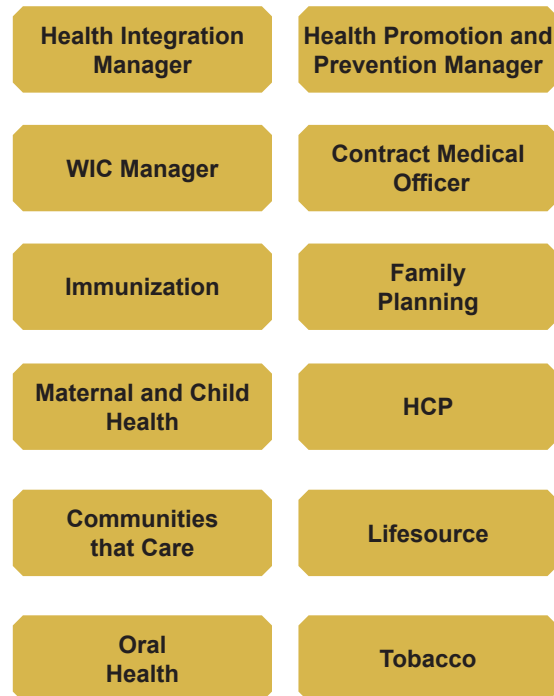 Health Integration
Manager
Health Promotion and
Prevention Manager
WIC Manager
Contract Medical
Officer
Immunization
Family
Planning
Maternal and Child
Health
HCP
Communities
that Care
Lifesource
Oral
Health
Tobacco